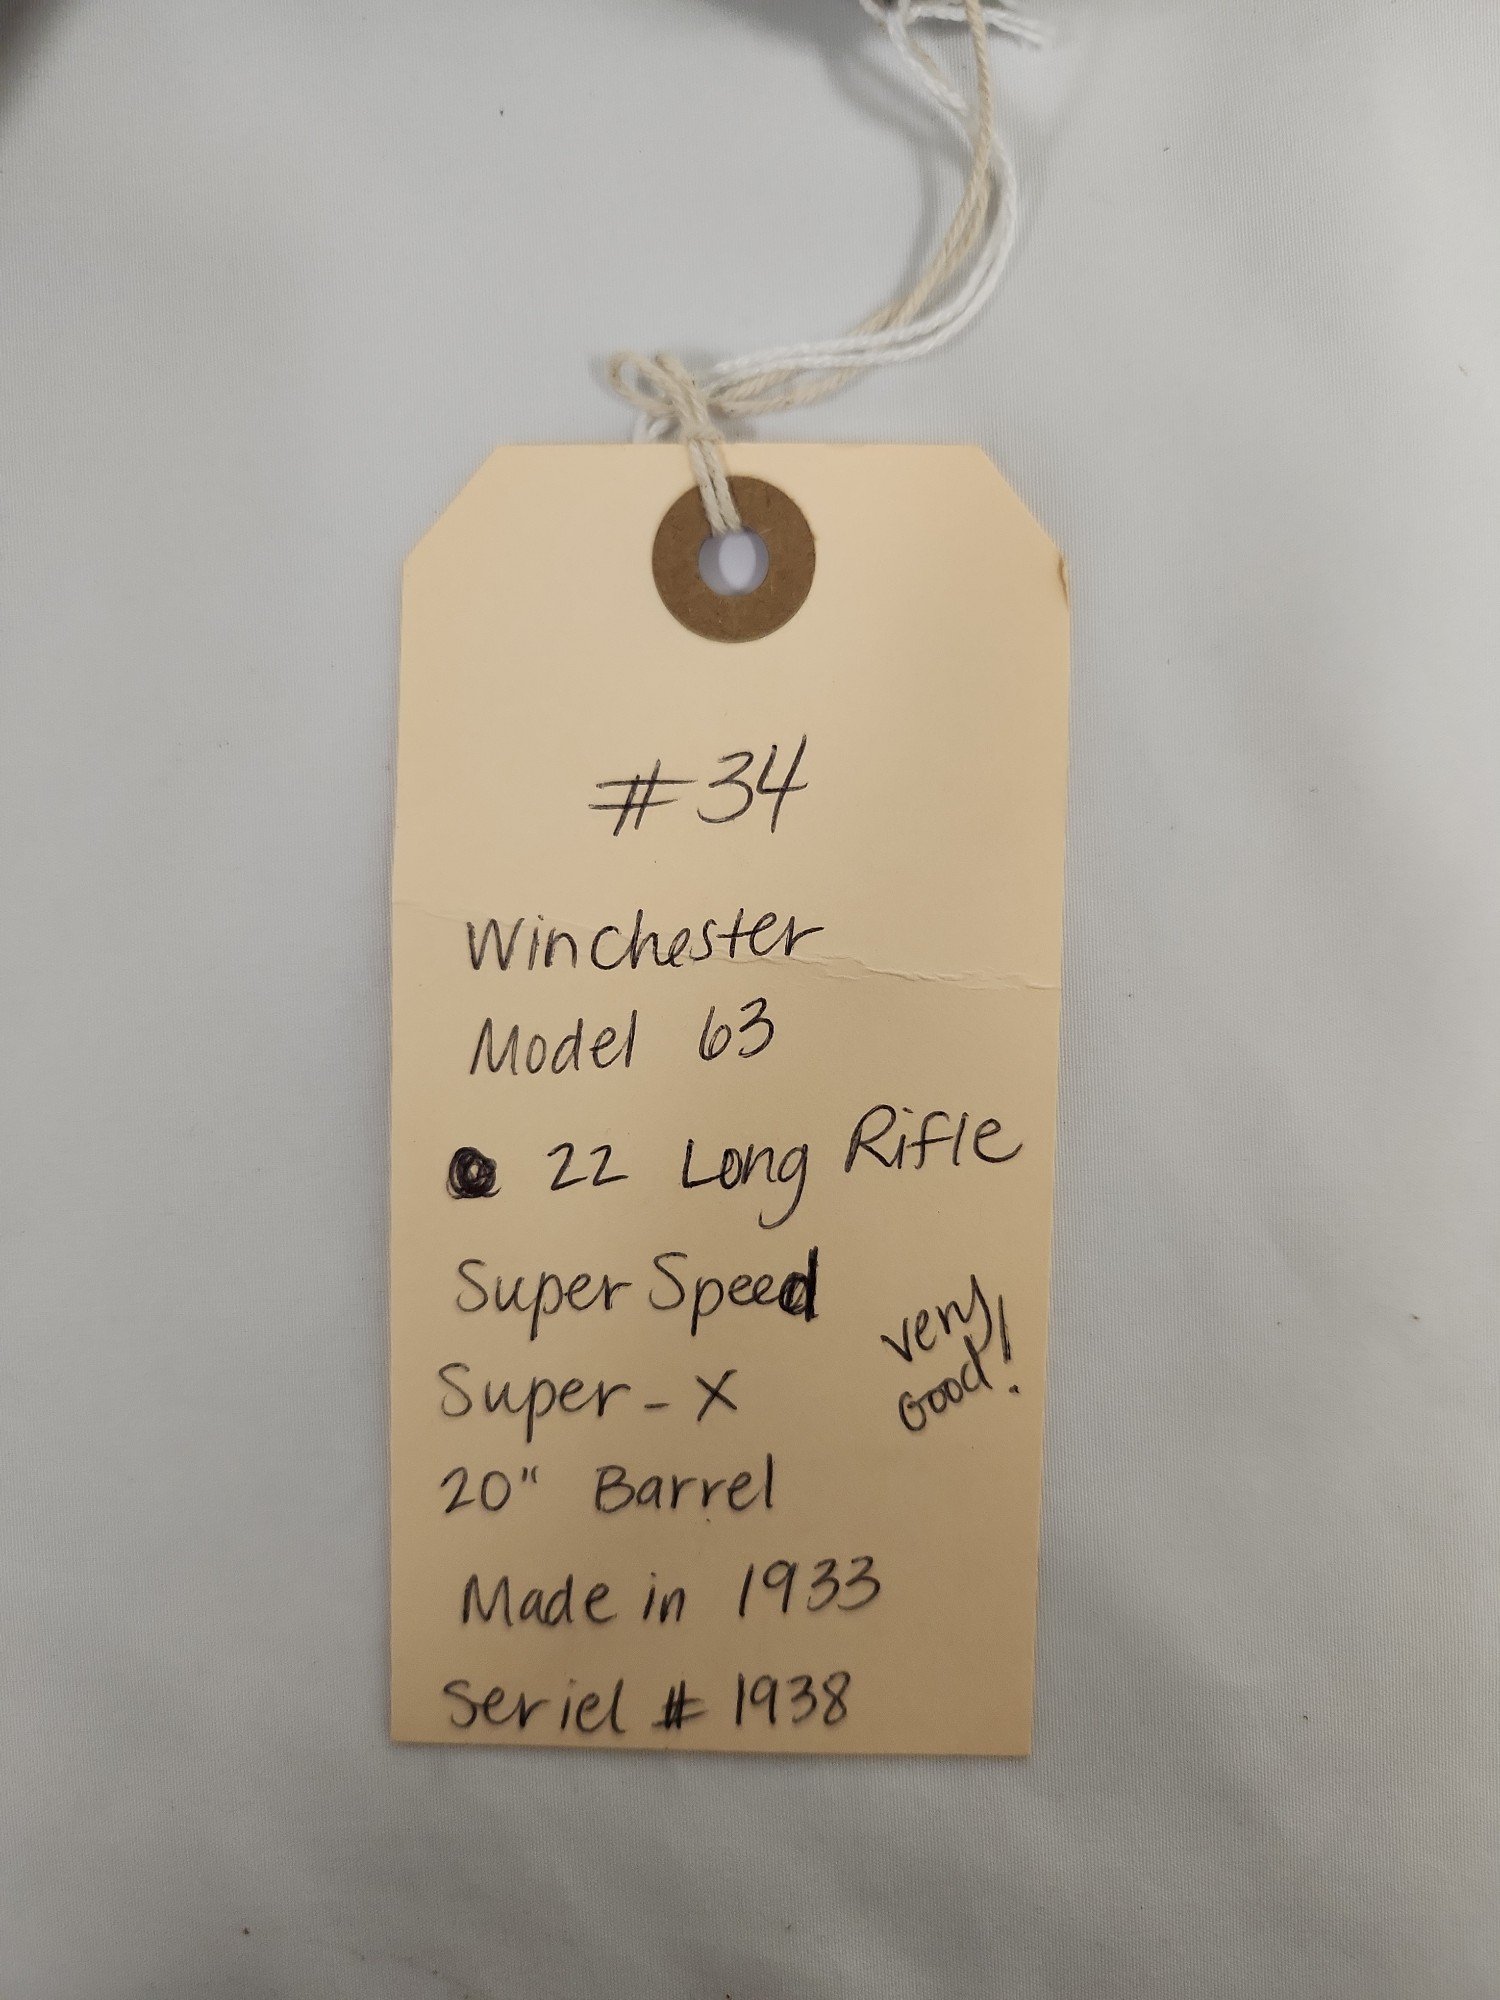 #34
Winchester
Model 63
22 Long Rifle
Super Speed
Super-X
very
Good!
20" Barrel
Made in 1933
Seriel # 1938